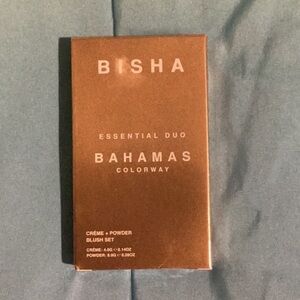 BISHA
ESSENTIAL DUO
BAHAMAS
COLORWAY
CRÈME + POWDER
BLUSH SET
CRÈME: 4.0G ℮ 0.14OZ
POWDER: 8.0G ℮ 0.28OZ